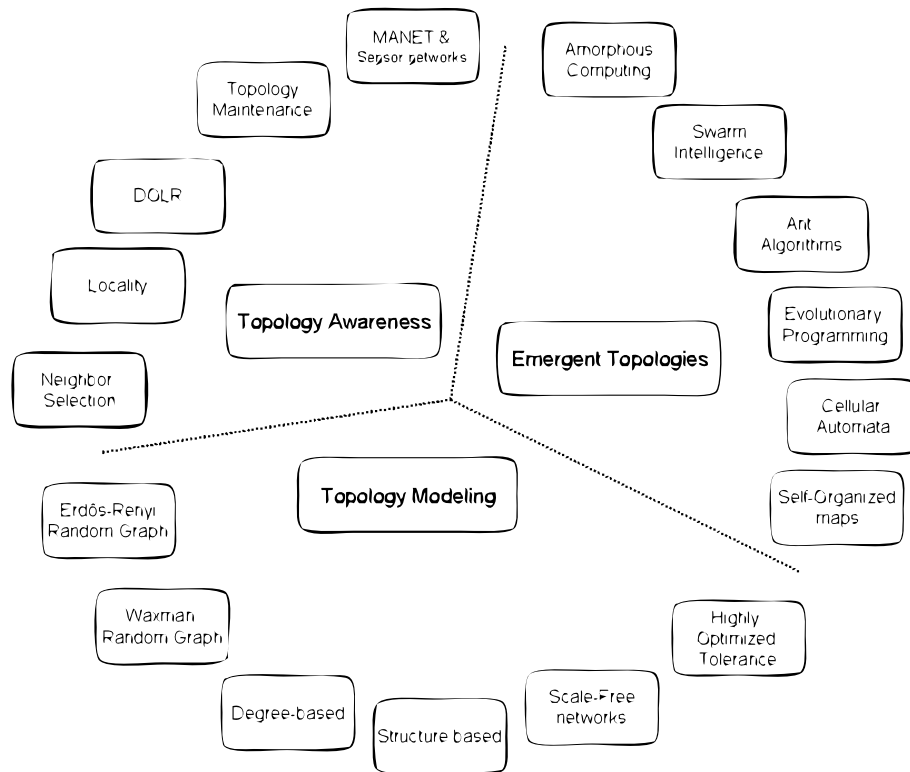 MANET &
Sensor networks
Amorphous
Computing
Topology
Maintenance
Swarm
Intelligence
DOLR
Ant
Algorithms
Locality
Topology Awareness
Evolutionary
Programming
Emergent Topologies
Neighbor
Selection
Cellular
Automata
Topology Modeling
Self-Organized
maps
Erdôs-Renyi
Random Graph
Waxman
Random Graph
Highly
Optimized
Tolerance
Degree-based
Structure based
Scale-Free
networks